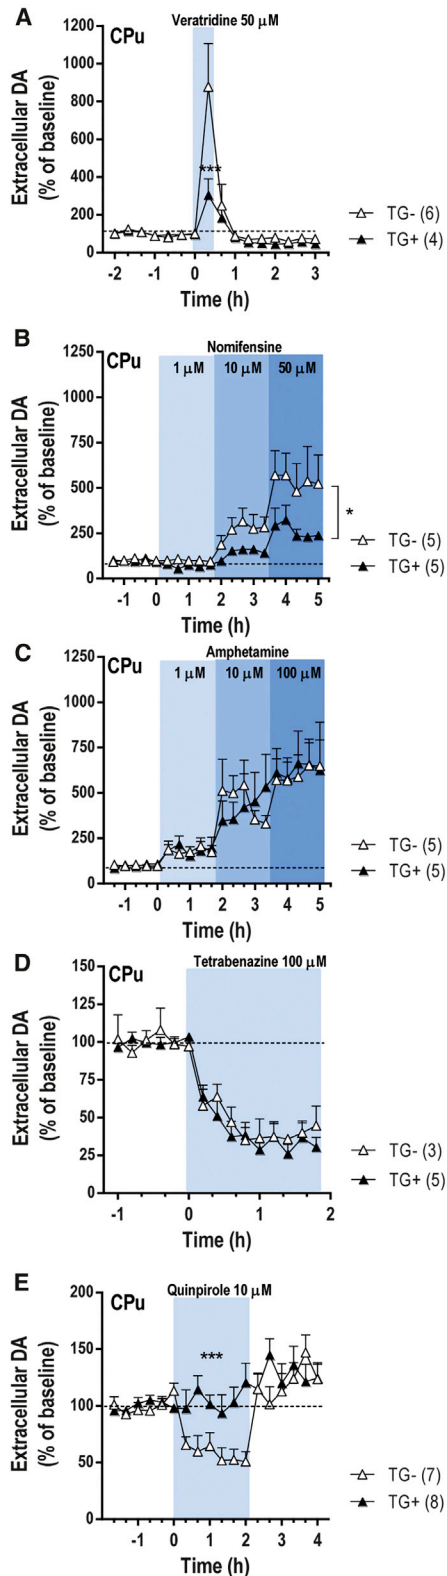 A
Veratridine 50 μM
CPu
Extracellular DA
(% of baseline)
1200
1000
800
600
400
200
0
***
-2 -1 0 1 2 3
Time (h)
TG- (6)
TG+ (4)
B
Nomifensine
CPu
1 μM 10 μM 50 μM
Extracellular DA
(% of baseline)
1250
1000
750
500
250
0
*
-1 0 1 2 3 4 5
Time (h)
TG- (5)
TG+ (5)
C
Amphetamine
CPu
1 μM 10 μM 100 μM
Extracellular DA
(% of baseline)
1250
1000
750
500
250
0
-1 0 1 2 3 4 5
Time (h)
TG- (5)
TG+ (5)
D
Tetrabenazine 100 μM
CPu
Extracellular DA
(% of baseline)
150
125
100
75
50
25
0
-1 0 1 2
Time (h)
TG- (3)
TG+ (5)
E
Quinpirole 10 μM
CPu
Extracellular DA
(% of baseline)
200
150
100
50
0
***
-1 0 1 2 3 4
Time (h)
TG- (7)
TG+ (8)